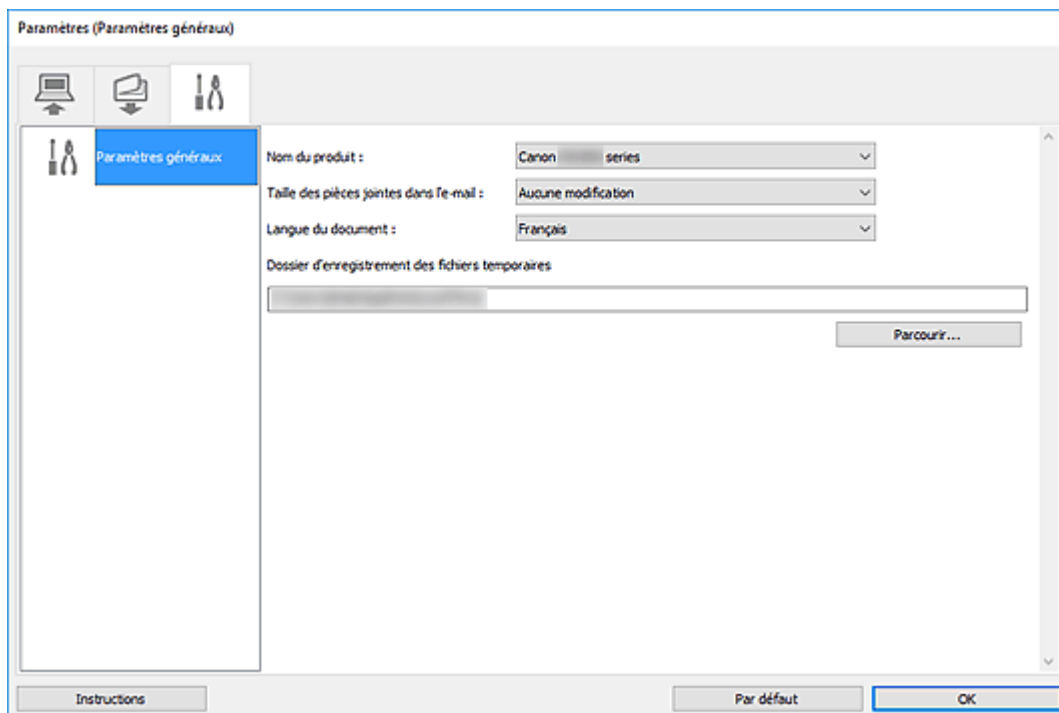 Paramètres (Paramètres généraux)
Paramètres généraux
Nom du produit :
Canon series
Taille des pièces jointes dans l'e-mail :
Aucune modification
Langue du document :
Français
Dossier d'enregistrement des fichiers temporaires
Parcourir...
Instructions
Par défaut
OK